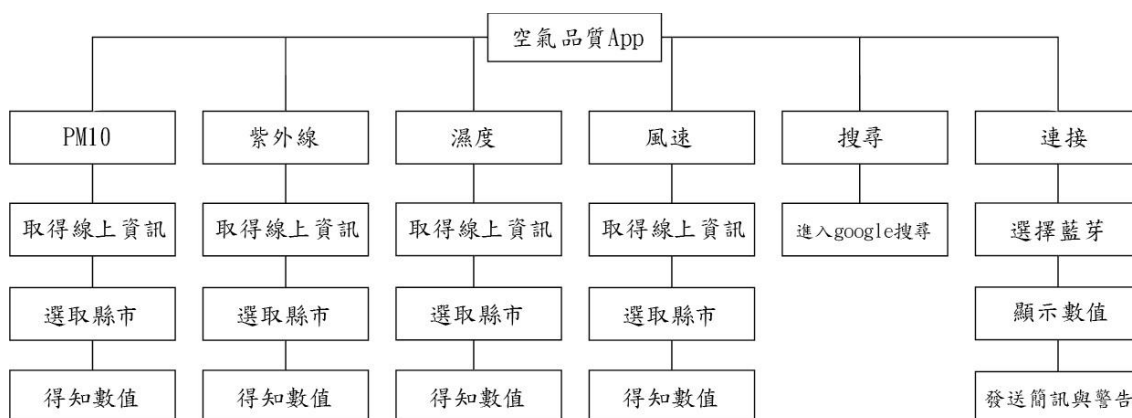 空氣品質App
PM10
紫外線
濕度
風速
搜尋
連接
取得線上資訊
取得線上資訊
取得線上資訊
取得線上資訊
進入google搜尋
選擇藍芽
選取縣市
選取縣市
選取縣市
選取縣市
顯示數值
得知數值
得知數值
得知數值
得知數值
發送簡訊與警告